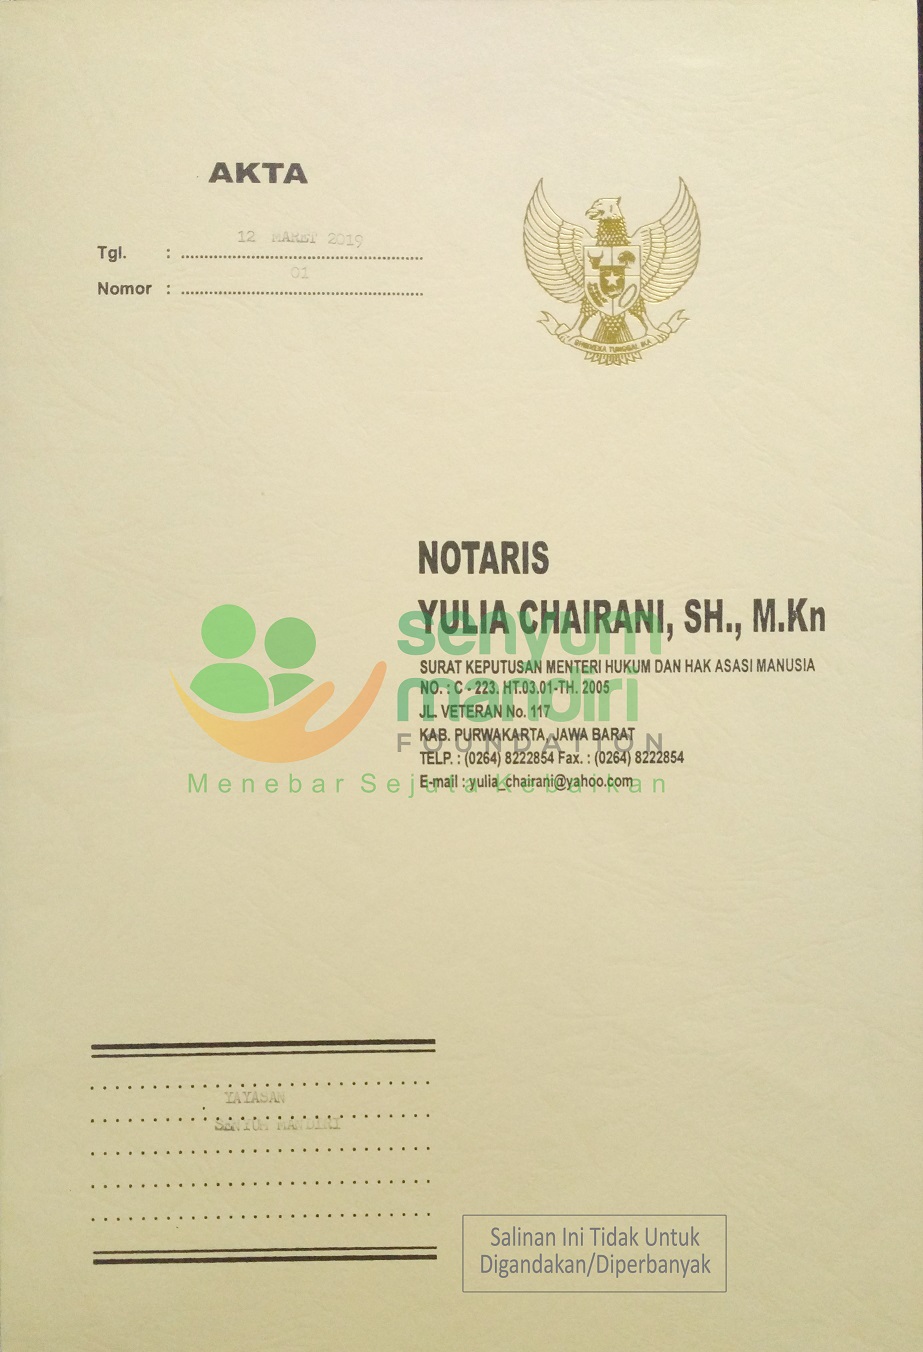 AKTA
Tgl. : 12 MARET 2019
Nomor : 01
BHINNEKA TUNGGAL IKA
NOTARIS
YULIA CHAIRANI, SH., M.Kn
SURAT KEPUTUSAN MENTERI HUKUM DAN HAK ASASI MANUSIA
NO. : C - 223. HT.03.01-TH. 2005
JL. VETERAN No. 117
KAB. PURWAKARTA, JAWA BARAT
TELP. : (0264) 8222854 Fax. : (0264) 8222854
E-mail : yulia_chairani@yahoo.com
senyum
mandiri
FOUNDATION
Menebar Sejuta Kebaikan
YAYASAN
SENYUM MANDIRI
Salinan Ini Tidak Untuk
Digandakan/Diperbanyak